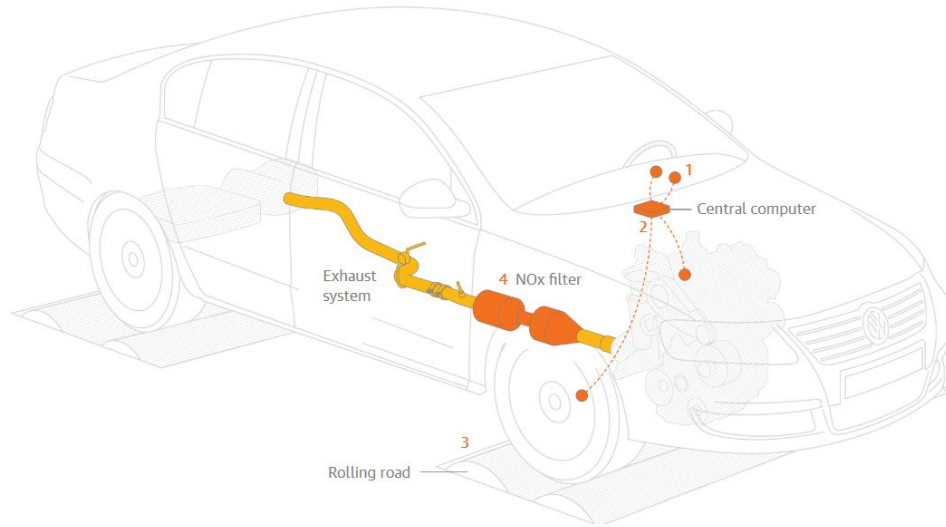 1
Central computer
2
4 NOx filter
Exhaust
system
3
Rolling road